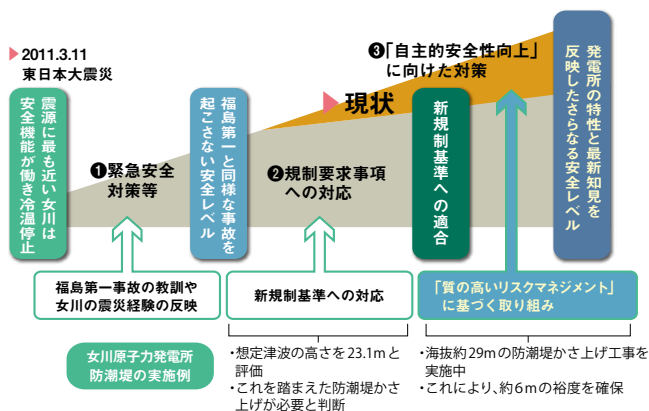 ▶2011.3.11
東日本大震災
震源に最も近い女川は
安全機能が働き冷温停止
❶緊急安全
対策等
福島第一と同様な事故を
起こさない安全レベル
❷規制要求事項
への対応
▶現状
❸「自主的安全性向上」
に向けた対策
新規制基準への適合
発電所の特性と最新知見を
反映したさらなる安全レベル
福島第一事故の教訓や
女川の震災経験の反映
新規制基準への対応
「質の高いリスクマネジメント」
に基づく取り組み
女川原子力発電所
防潮堤の実施例
・想定津波の高さを23.1mと
評価
・これを踏まえた防潮堤かさ
上げが必要と判断
・海抜約29mの防潮堤かさ上げ工事を
実施中
・これにより、約6mの裕度を確保